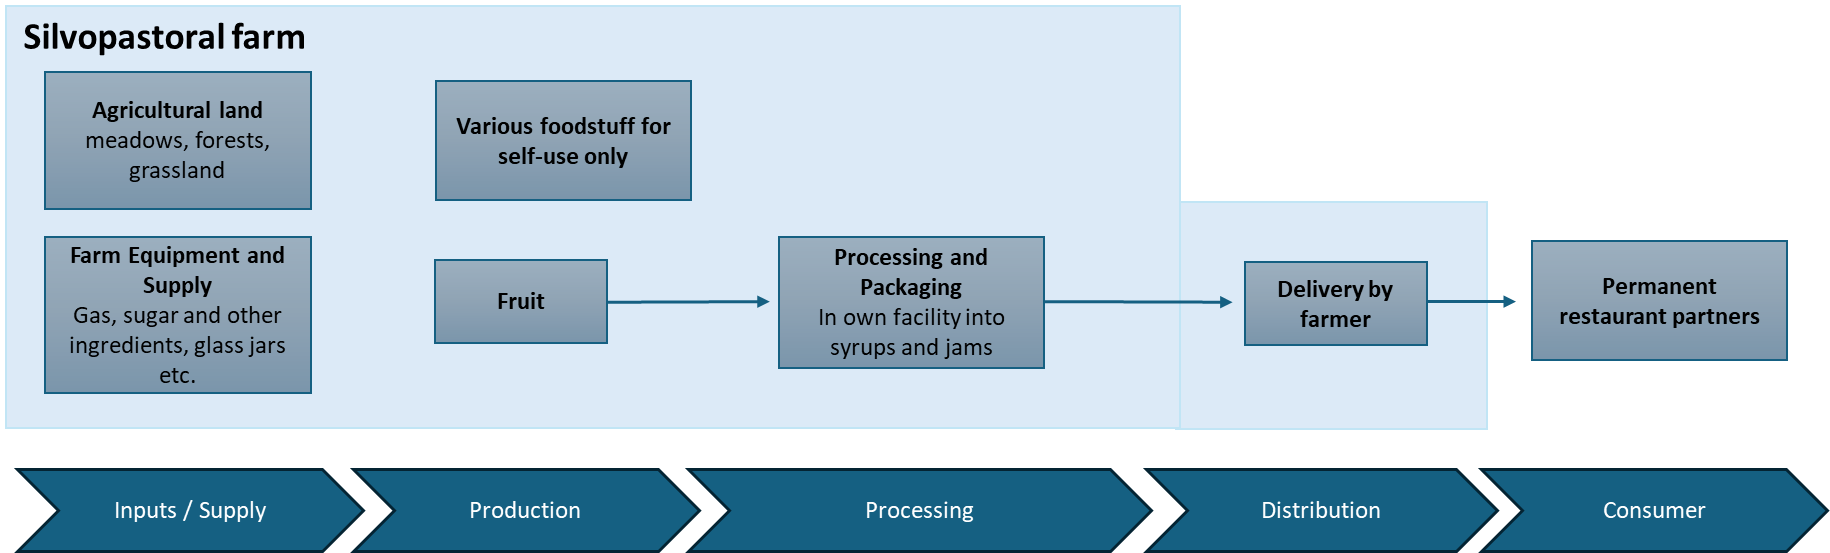 Silvopastoral farm
Agricultural land
meadows, forests,
grassland
Various foodstuff for
self-use only
Farm Equipment and
Supply
Gas, sugar and other
ingredients, glass jars
etc.
Fruit
Processing and
Packaging
In own facility into
syrups and jams
Delivery by
farmer
Permanent
restaurant partners
Inputs / Supply
Production
Processing
Distribution
Consumer